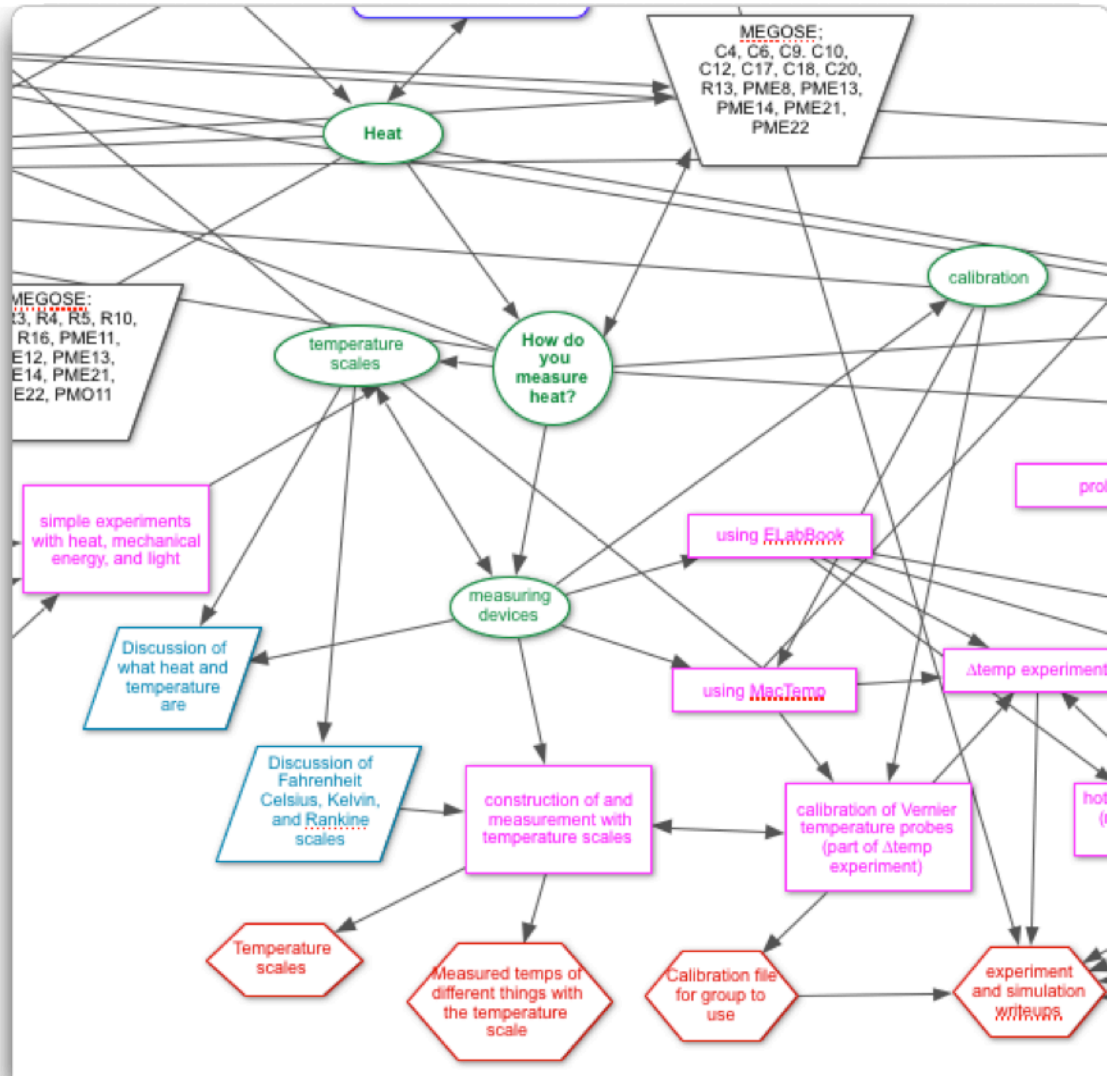 MEGOSE;
C4, C6, C9. C10,
C12, C17, C18, C20,
R13, PME8, PME13,
PME14, PME21,
PME22
Heat
calibration
MEGOSE:
R3, R4, R5, R10,
R16, PME11,
E12, PME13,
E14, PME21,
E22, PMO11
temperature
scales
How do
you
measure
heat?
simple experiments
with heat, mechanical
energy, and light
using ELabBook
measuring
devices
Discussion of
what heat and
temperature
are
using MacTemp
Δtemp experiment
Discussion of
Fahrenheit
Celsius, Kelvin,
and Rankine
scales
construction of and
measurement with
temperature scales
calibration of Vernier
temperature probes
(part of Δtemp
experiment)
hot
Temperature
scales
Measured temps of
different things with
the temperature
scale
Calibration file
for group to
use
experiment
and simulation
writeups